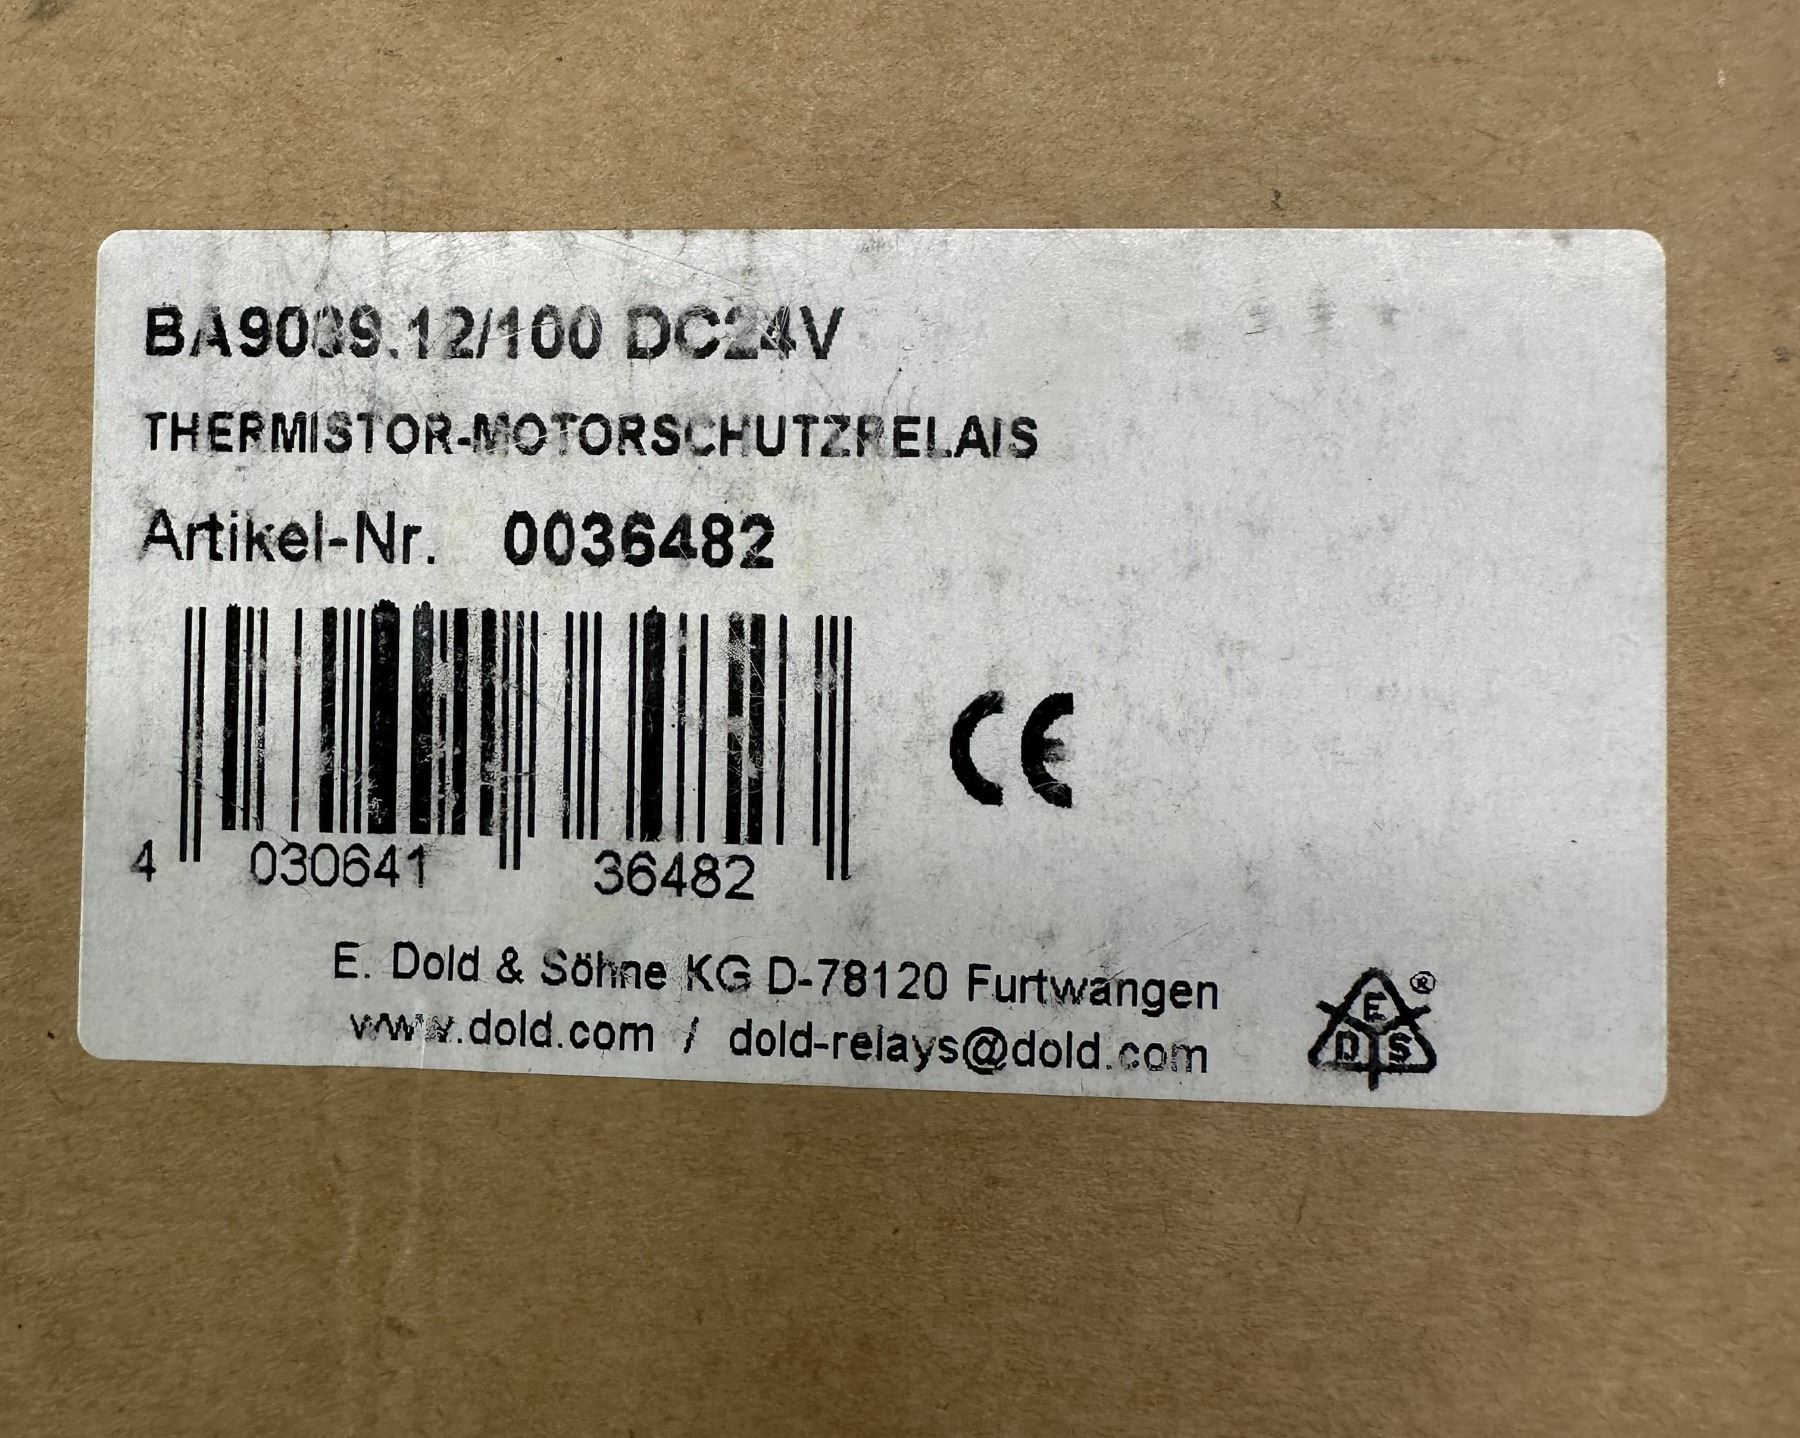 BA9039.12/100 DC24V
THERMISTOR-MOTORSCHUTZRELAIS
Artikel-Nr. 0036482
4 030641 36482
CE
E. Dold & Söhne KG D-78120 Furtwangen
www.dold.com / dold-relays@dold.com
E ®
D S